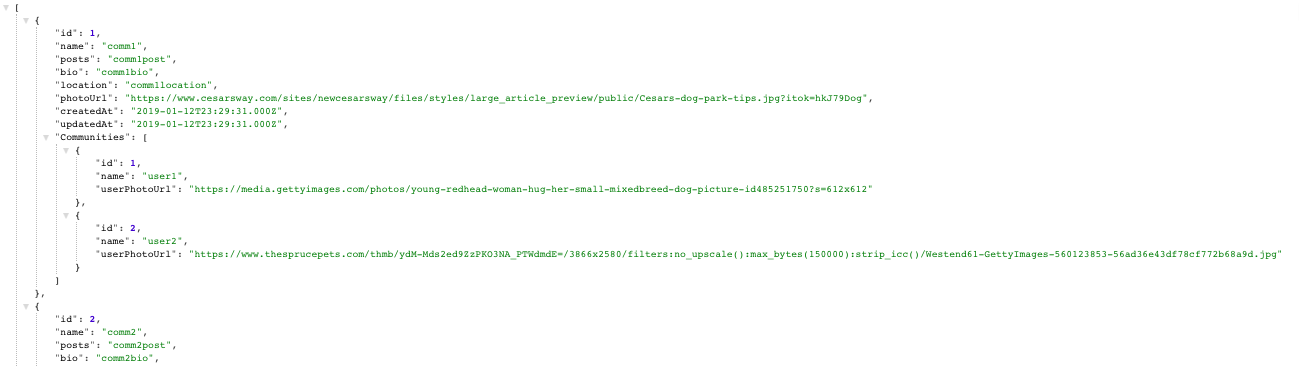 [
{
"id": 1,
"name": "comm1",
"posts": "comm1post",
"bio": "comm1bio",
"location": "comm1location",
"photoUrl": "https://www.cesarsway.com/sites/newcesarsway/files/styles/large_article_preview/public/Cesars-dog-park-tips.jpg?itok=hkJ79Dog",
"createdAt": "2019-01-12T23:29:31.000Z",
"updatedAt": "2019-01-12T23:29:31.000Z",
"Communities": [
{
"id": 1,
"name": "user1",
"userPhotoUrl": "https://media.gettyimages.com/photos/young-redhead-woman-hug-her-small-mixedbreed-dog-picture-id485251750?s=612x612"
},
{
"id": 2,
"name": "user2",
"userPhotoUrl": "https://www.thesprucepets.com/thmb/ydM-Mds2ed9ZzPKO3NA_PTWdmdE=/3866x2580/filters:no_upscale():max_bytes(150000):strip_icc()/Westend61-GettyImages-560123853-56ad36e43df78cf772b68a9d.jpg"
}
]
},
{
"id": 2,
"name": "comm2",
"posts": "comm2post",
"bio": "comm2bio",